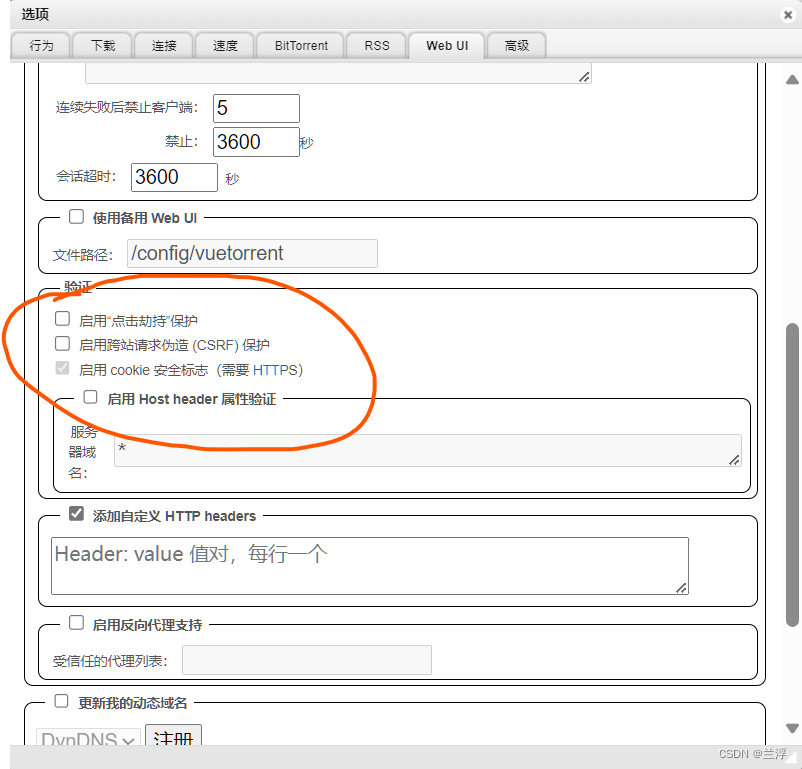 选项
行为 下载 连接 速度 BitTorrent RSS Web UI 高级
连续失败后禁止客户端： 5
禁止： 3600 秒
会话超时： 3600 秒
使用备用 Web UI
文件路径： /config/vuetorrent
验证
启用“点击劫持”保护
启用跨站请求伪造 (CSRF) 保护
启用 cookie 安全标志（需要 HTTPS）
启用 Host header 属性验证
服务
器域 *
名：
添加自定义 HTTP headers
Header: value 值对，每行一个
启用反向代理支持
受信任的代理列表：
更新我的动态域名
DynDNS 注册
CSDN @兰浮